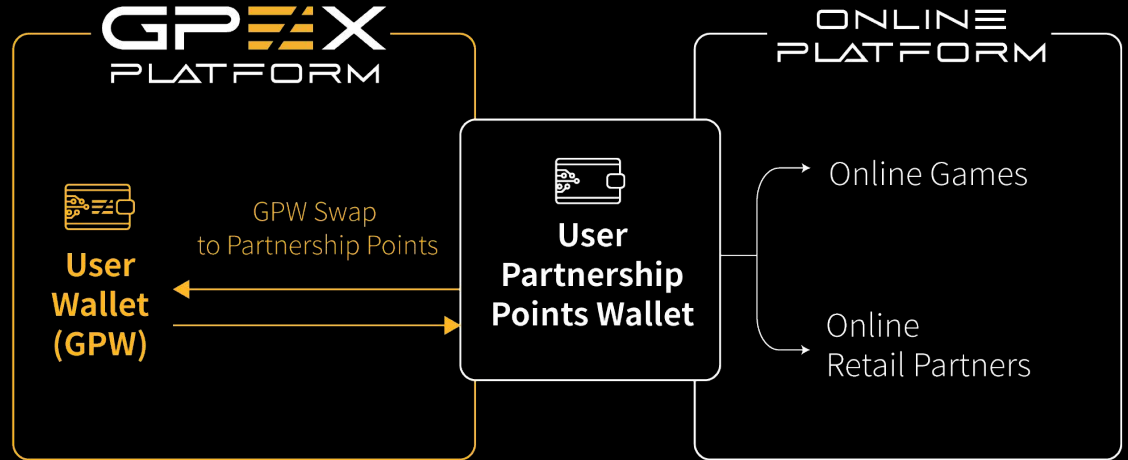 GPEX
PLATFORM
ONLINE
PLATFORM
User
Wallet
(GPW)
GPW Swap
to Partnership Points
User
Partnership
Points Wallet
Online Games
Online
Retail Partners